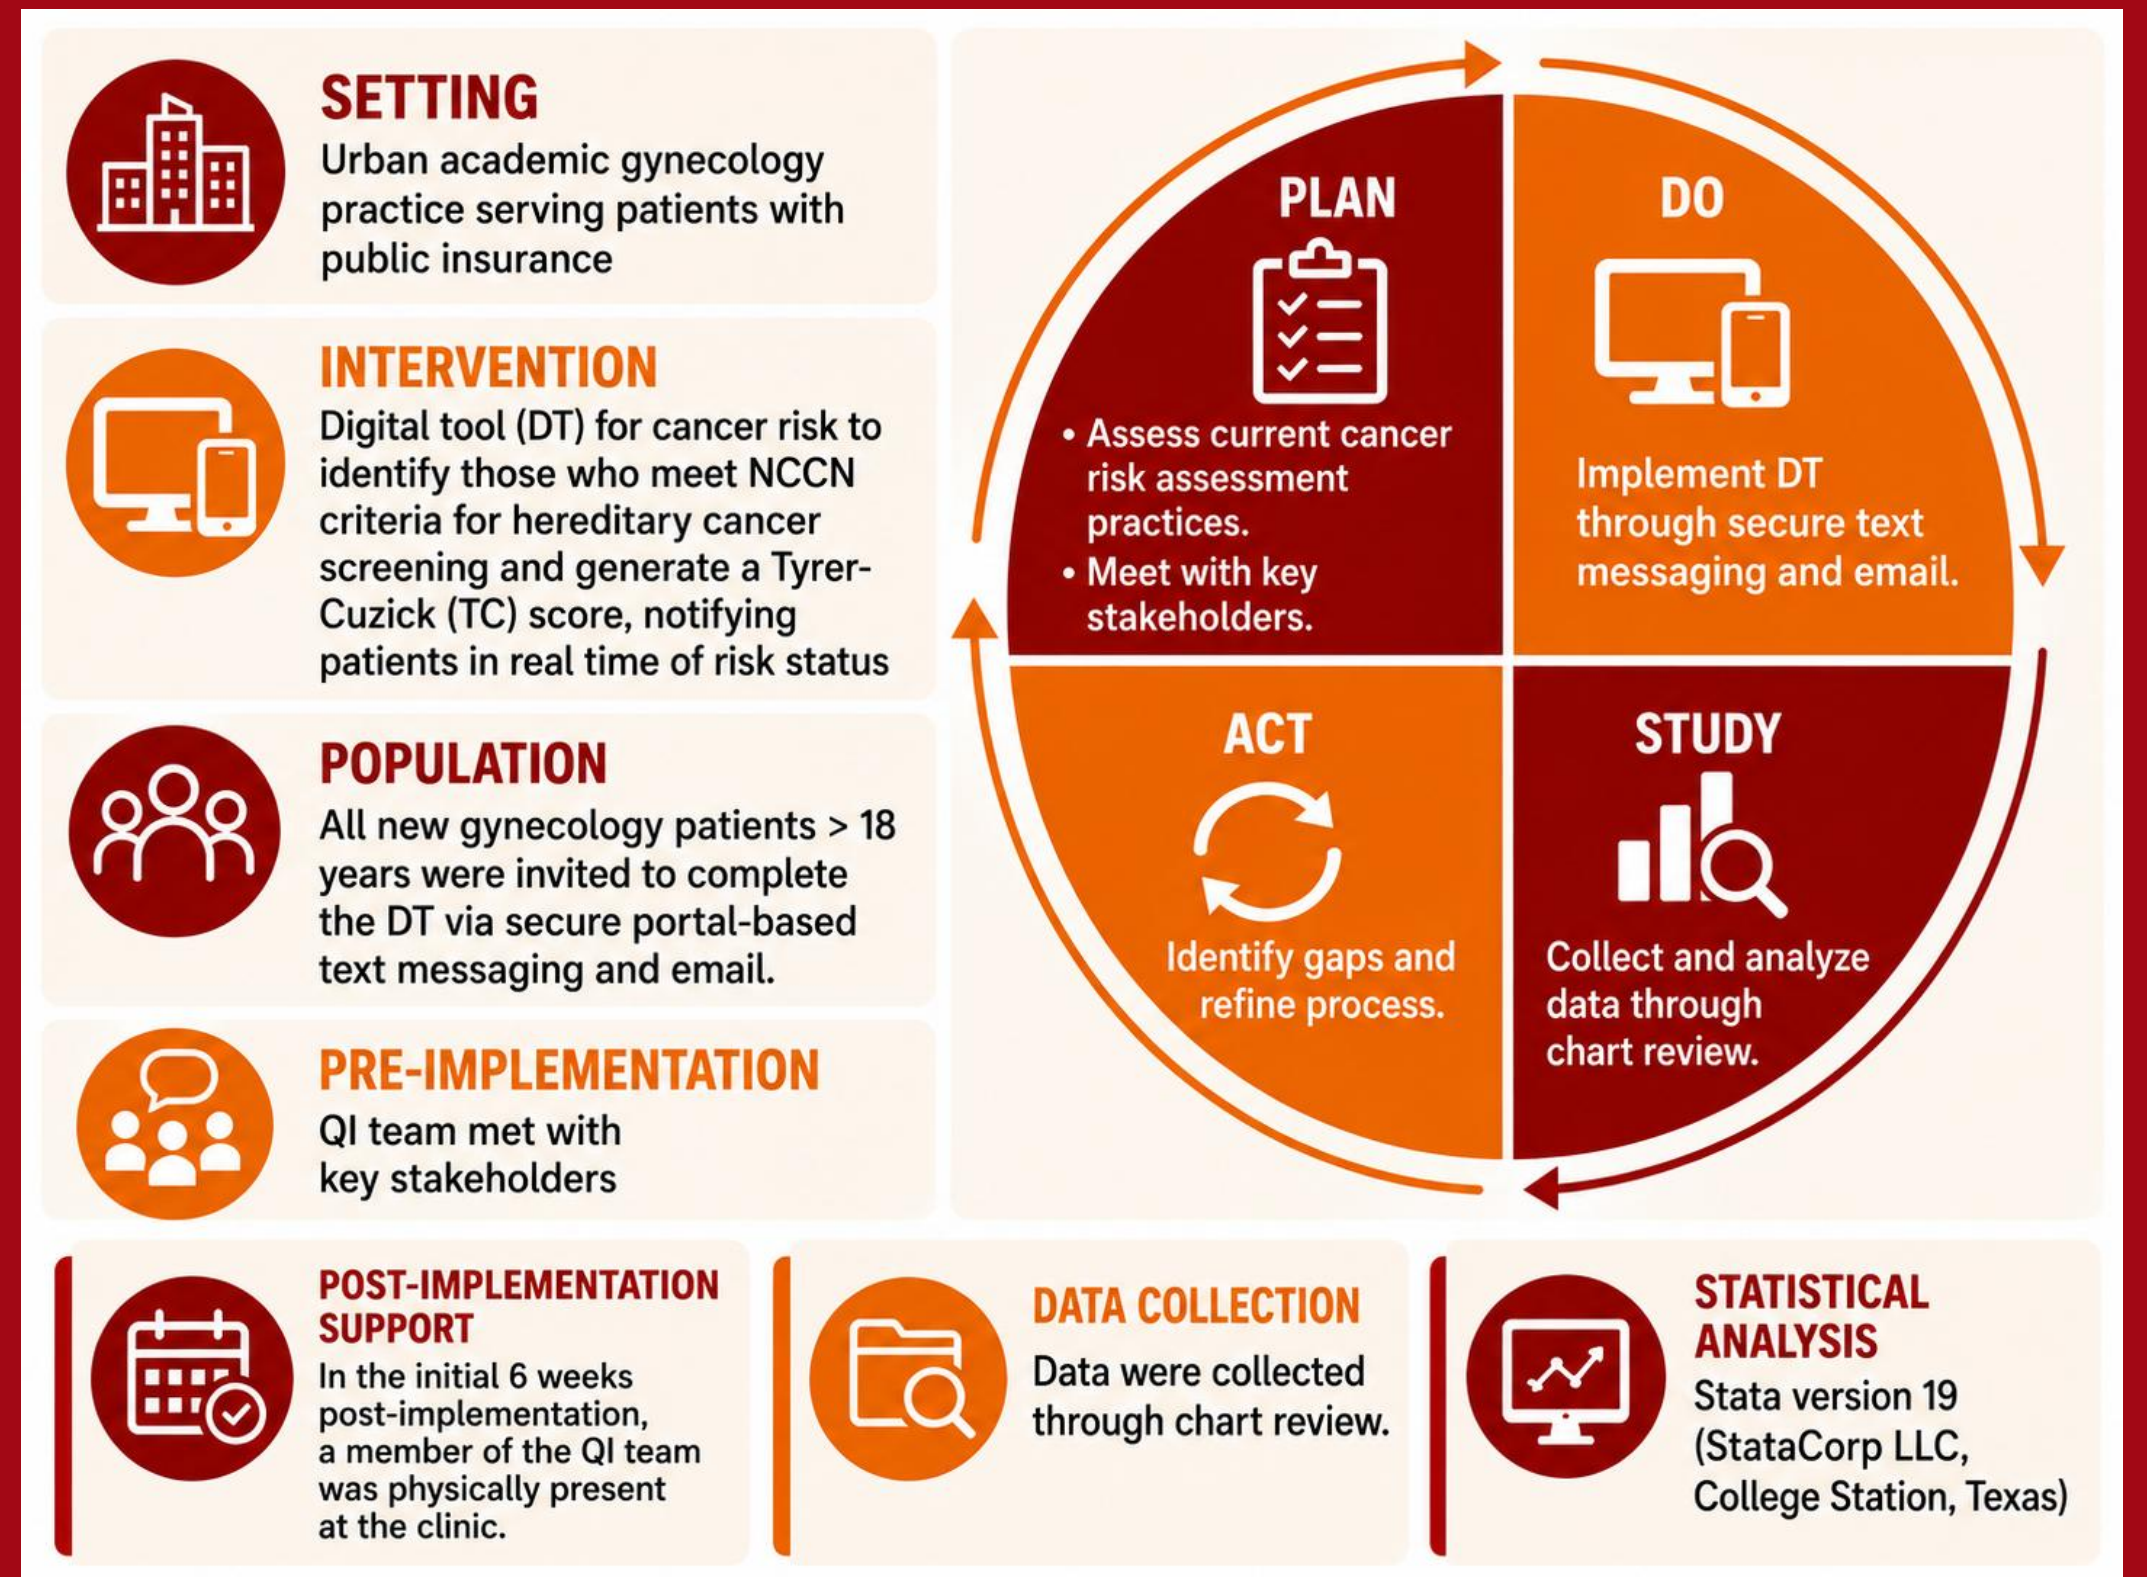 SETTING
Urban academic gynecology
practice serving patients with
public insurance
INTERVENTION
Digital tool (DT) for cancer risk to
identify those who meet NCCN
criteria for hereditary cancer
screening and generate a Tyrer-
Cuzick (TC) score, notifying
patients in real time of risk status
POPULATION
All new gynecology patients > 18
years were invited to complete
the DT via secure portal-based
text messaging and email.
PRE-IMPLEMENTATION
QI team met with
key stakeholders
PLAN
• Assess current cancer
risk assessment
practices.
• Meet with key
stakeholders.
DO
Implement DT
through secure text
messaging and email.
ACT
Identify gaps and
refine process.
STUDY
Collect and analyze
data through
chart review.
POST-IMPLEMENTATION
SUPPORT
In the initial 6 weeks
post-implementation,
a member of the QI team
was physically present
at the clinic.
DATA COLLECTION
Data were collected
through chart review.
STATISTICAL
ANALYSIS
Stata version 19
(StataCorp LLC,
College Station, Texas)